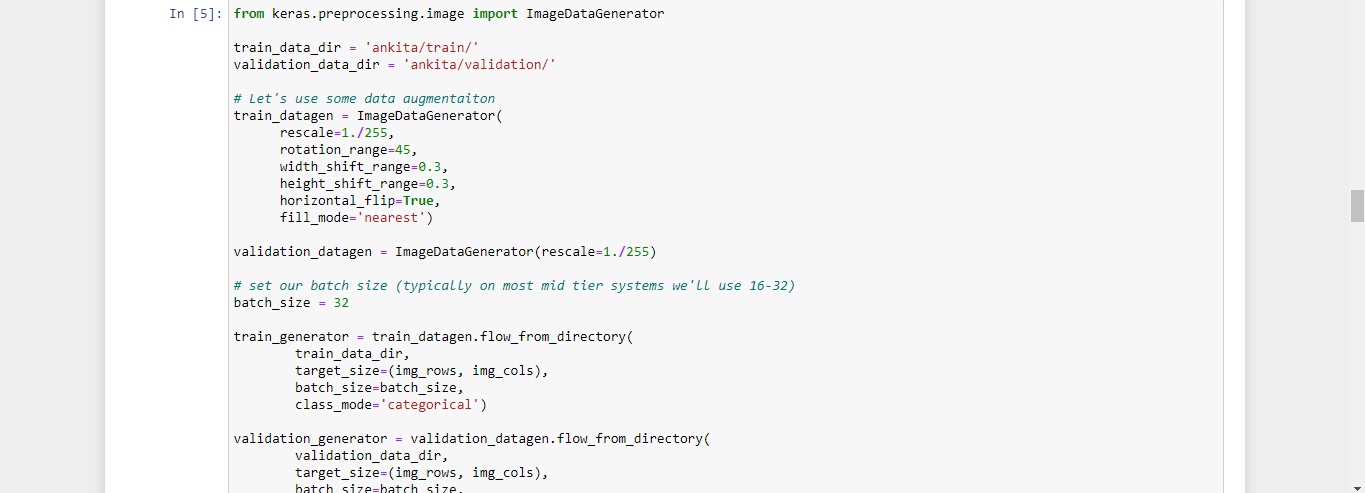 In [5]: from keras.preprocessing.image import ImageDataGenerator
train_data_dir = 'ankita/train/'
validation_data_dir = 'ankita/validation/'
# Let's use some data augmentaiton
train_datagen = ImageDataGenerator(
rescale=1./255,
rotation_range=45,
width_shift_range=0.3,
height_shift_range=0.3,
horizontal_flip=True,
fill_mode='nearest')
validation_datagen = ImageDataGenerator(rescale=1./255)
# set our batch size (typically on most mid tier systems we'll use 16-32)
batch_size = 32
train_generator = train_datagen.flow_from_directory(
train_data_dir,
target_size=(img_rows, img_cols),
batch_size=batch_size,
class_mode='categorical')
validation_generator = validation_datagen.flow_from_directory(
validation_data_dir,
target_size=(img_rows, img_cols),
batch_size=batch_size,